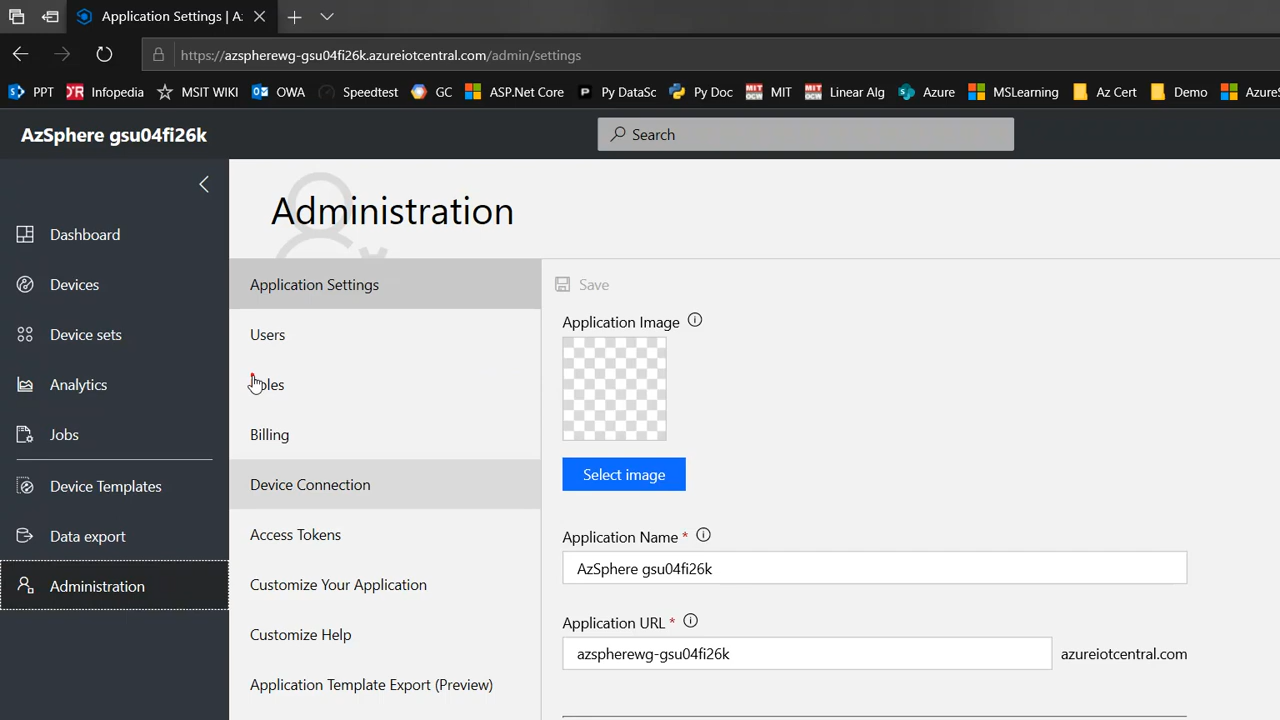 Application Settings | A:
https://azspherewg-gsu04fi26k.azureiotcentral.com/admin/settings
PPT Infopedia MSIT WIKI OWA Speedtest GC ASP.Net Core Py DataSc Py Doc MIT Linear Alg Azure MSLearning Az Cert Demo AzureS
AzSphere gsu04fi26k
Search
Dashboard
Devices
Device sets
Analytics
Jobs
Device Templates
Data export
Administration
Administration
Application Settings
Users
Billing
Device Connection
Access Tokens
Customize Your Application
Customize Help
Application Template Export (Preview)
Save
Application Image
Select image
Application Name *
AzSphere gsu04fi26k
Application URL *
azspherewg-gsu04fi26k
azureiotcentral.com